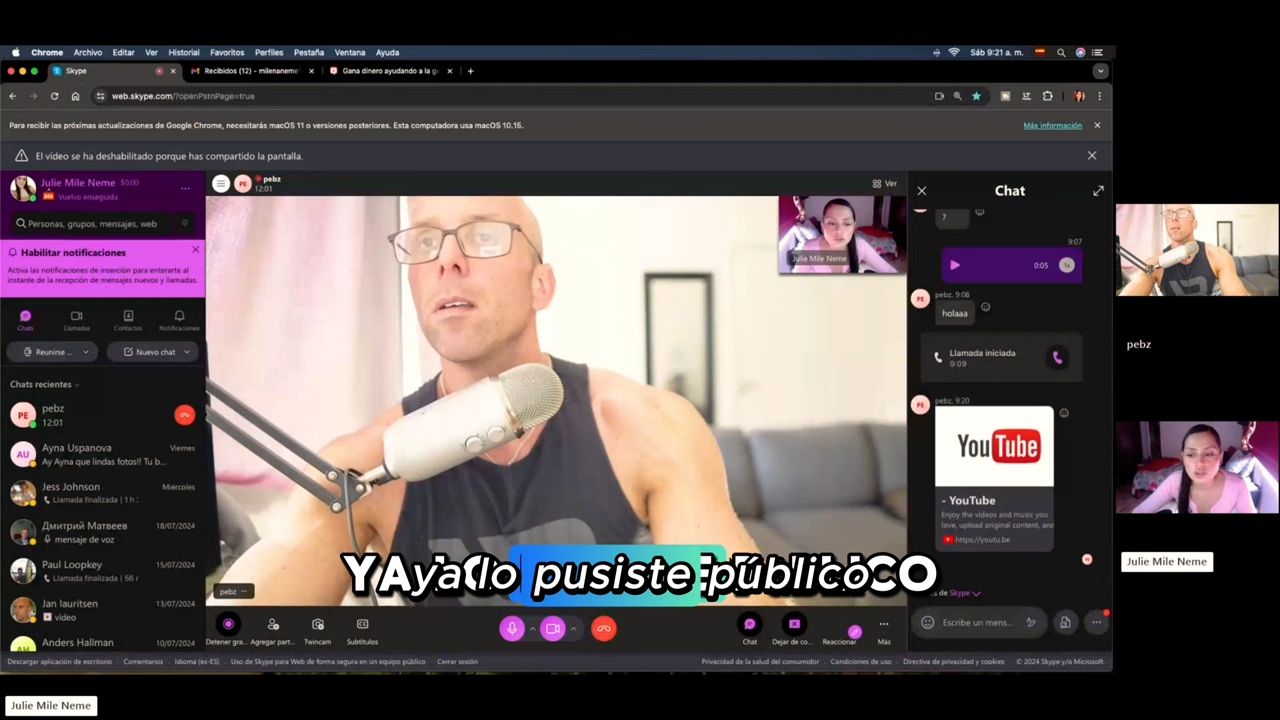 Chrome Archivo Editar Ver Historial Favoritos Perfiles Pestaña Ventana Ayuda Sáb 9:21 a. m.
Skype Recibidos (12) - milenaneme Gana dinero ayudando a la g
web.skype.com/?openPstnPage=true
Para recibir las próximas actualizaciones de Google Chrome, necesitarás macOS 11 o versiones posteriores. Esta computadora usa macOS 10.15. Más información
El vídeo se ha deshabilitado porque has compartido la pantalla.
Julie Mile Neme $0.00
Vuelvo enseguida
Personas, grupos, mensajes, web
Habilitar notificaciones
Activa las notificaciones de inserción para enterarte al
instante de la recepción de mensajes nuevos y llamadas.
Chats Llamadas Contactos Notificaciones
Reunirse ... Nuevo chat
Chats recientes
PE pebz
12:01
AU Ayna Uspanova Viernes
Ay Ayna que lindas fotos!! Tu b...
Jess Johnson Miércoles
Llamada finalizada | 1 h
Дмитрий Матвеев 18/07/2024
mensaje de voz
Paul Loopkey 18/07/2024
Llamada finalizada | 56 m
Jan lauritsen 18/07/2024
vídeo
Anders Hallman
Descargar aplicación de escritorio Comentarios Idioma (es-ES) Uso de Skype para Web de forma segura en un equipo público Cerrar sesión
PE pebz
12:01
Ver
Julie Mile Neme
pebz ...
ya lo pusiste público
Detener gra... Agregar part... Twincam Subtítulos
Chat Dejar de co... Reaccionar Más
Chat
?
9:07
0:05 1x
PE pebz, 9:08
holaaa
Llamada iniciada
9:09
PE pebz, 9:20
YouTube
- YouTube
Enjoy the videos and music you
love, upload original content, and
https://youtu.be
Skype
Escribe un mens...
Privacidad de la salud del consumidor Condiciones de uso Directiva de privacidad y cookies © 2024 Skype y/o Microsoft.
pebz
Julie Mile Neme
Julie Mile Neme